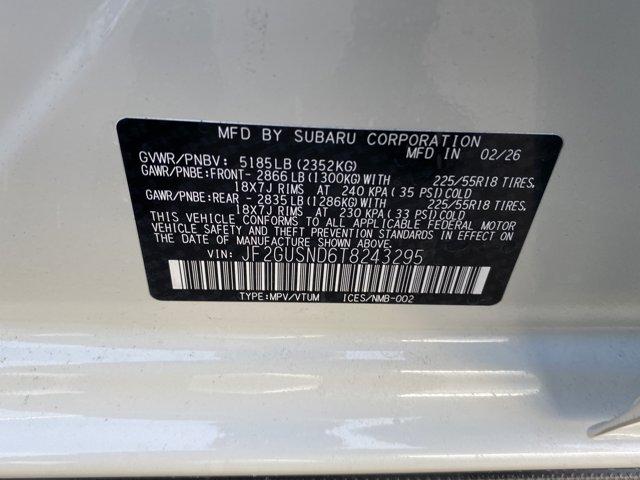 MFD BY SUBARU CORPORATION
GVWR/PNBV: 5185LB (2352KG) MFD IN 02/26
GAWR/PNBE:FRONT- 2866 LB (1300KG) WITH 225/55R18 TIRES,
18X7J RIMS AT 240 KPA (35 PSI) COLD
GAWR/PNBE:REAR - 2835 LB (1286KG) WITH 225/55R18 TIRES,
18X7J RIMS AT 230 KPA (33 PSI) COLD
THIS VEHICLE CONFORMS TO ALL APPLICABLE FEDERAL MOTOR
VEHICLE SAFETY AND THEFT PREVENTION STANDARDS IN EFFECT ON
THE DATE OF MANUFACTURE SHOWN ABOVE.
VIN: JF2GUSND6T8243295
TYPE:MPV/VTUM ICES/NMB-002